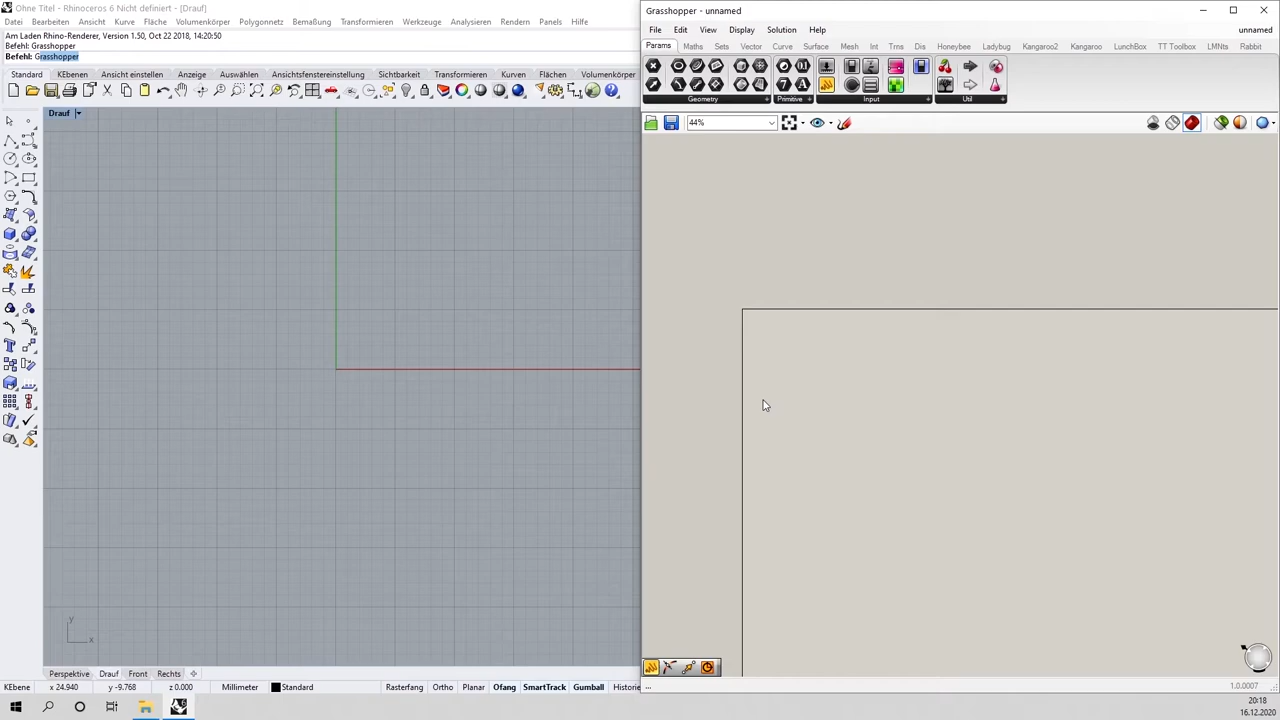 Ohne Titel - Rhinoceros 6 Nicht definiert - [Drauf]
Datei Bearbeiten Ansicht Kurve Fläche Volumenkörper Polygonnetz Bemaßung Transformieren Werkzeuge Analysieren Rendern Panels Hilfe
Am Laden Rhino-Renderer, Version 1.50, Oct 22 2018, 14:20:50
Befehl: Grasshopper
Befehl: Grasshopper
Standard KEbenen Ansicht einstellen Anzeige Auswählen Ansichtsfenstereinstellung Sichtbarkeit Transformieren Kurven Flächen Volumenkörper
Drauf
y
x
Perspektive Drauf Front Rechts
KEbene x 24.940 y -9.768 z 0.000 Millimeter Standard Rasterfang Ortho Planar Ofang SmartTrack Gumball Historie
Grasshopper - unnamed
File Edit View Display Solution Help unnamed
Params Maths Sets Vector Curve Surface Mesh Int Trns Dis Honeybee Ladybug Kangaroo2 Kangaroo LunchBox TT Toolbox LMNts Rabbit
Geometry Primitive Input Util
44%
... 1.0.0007
20:18
16.12.2020